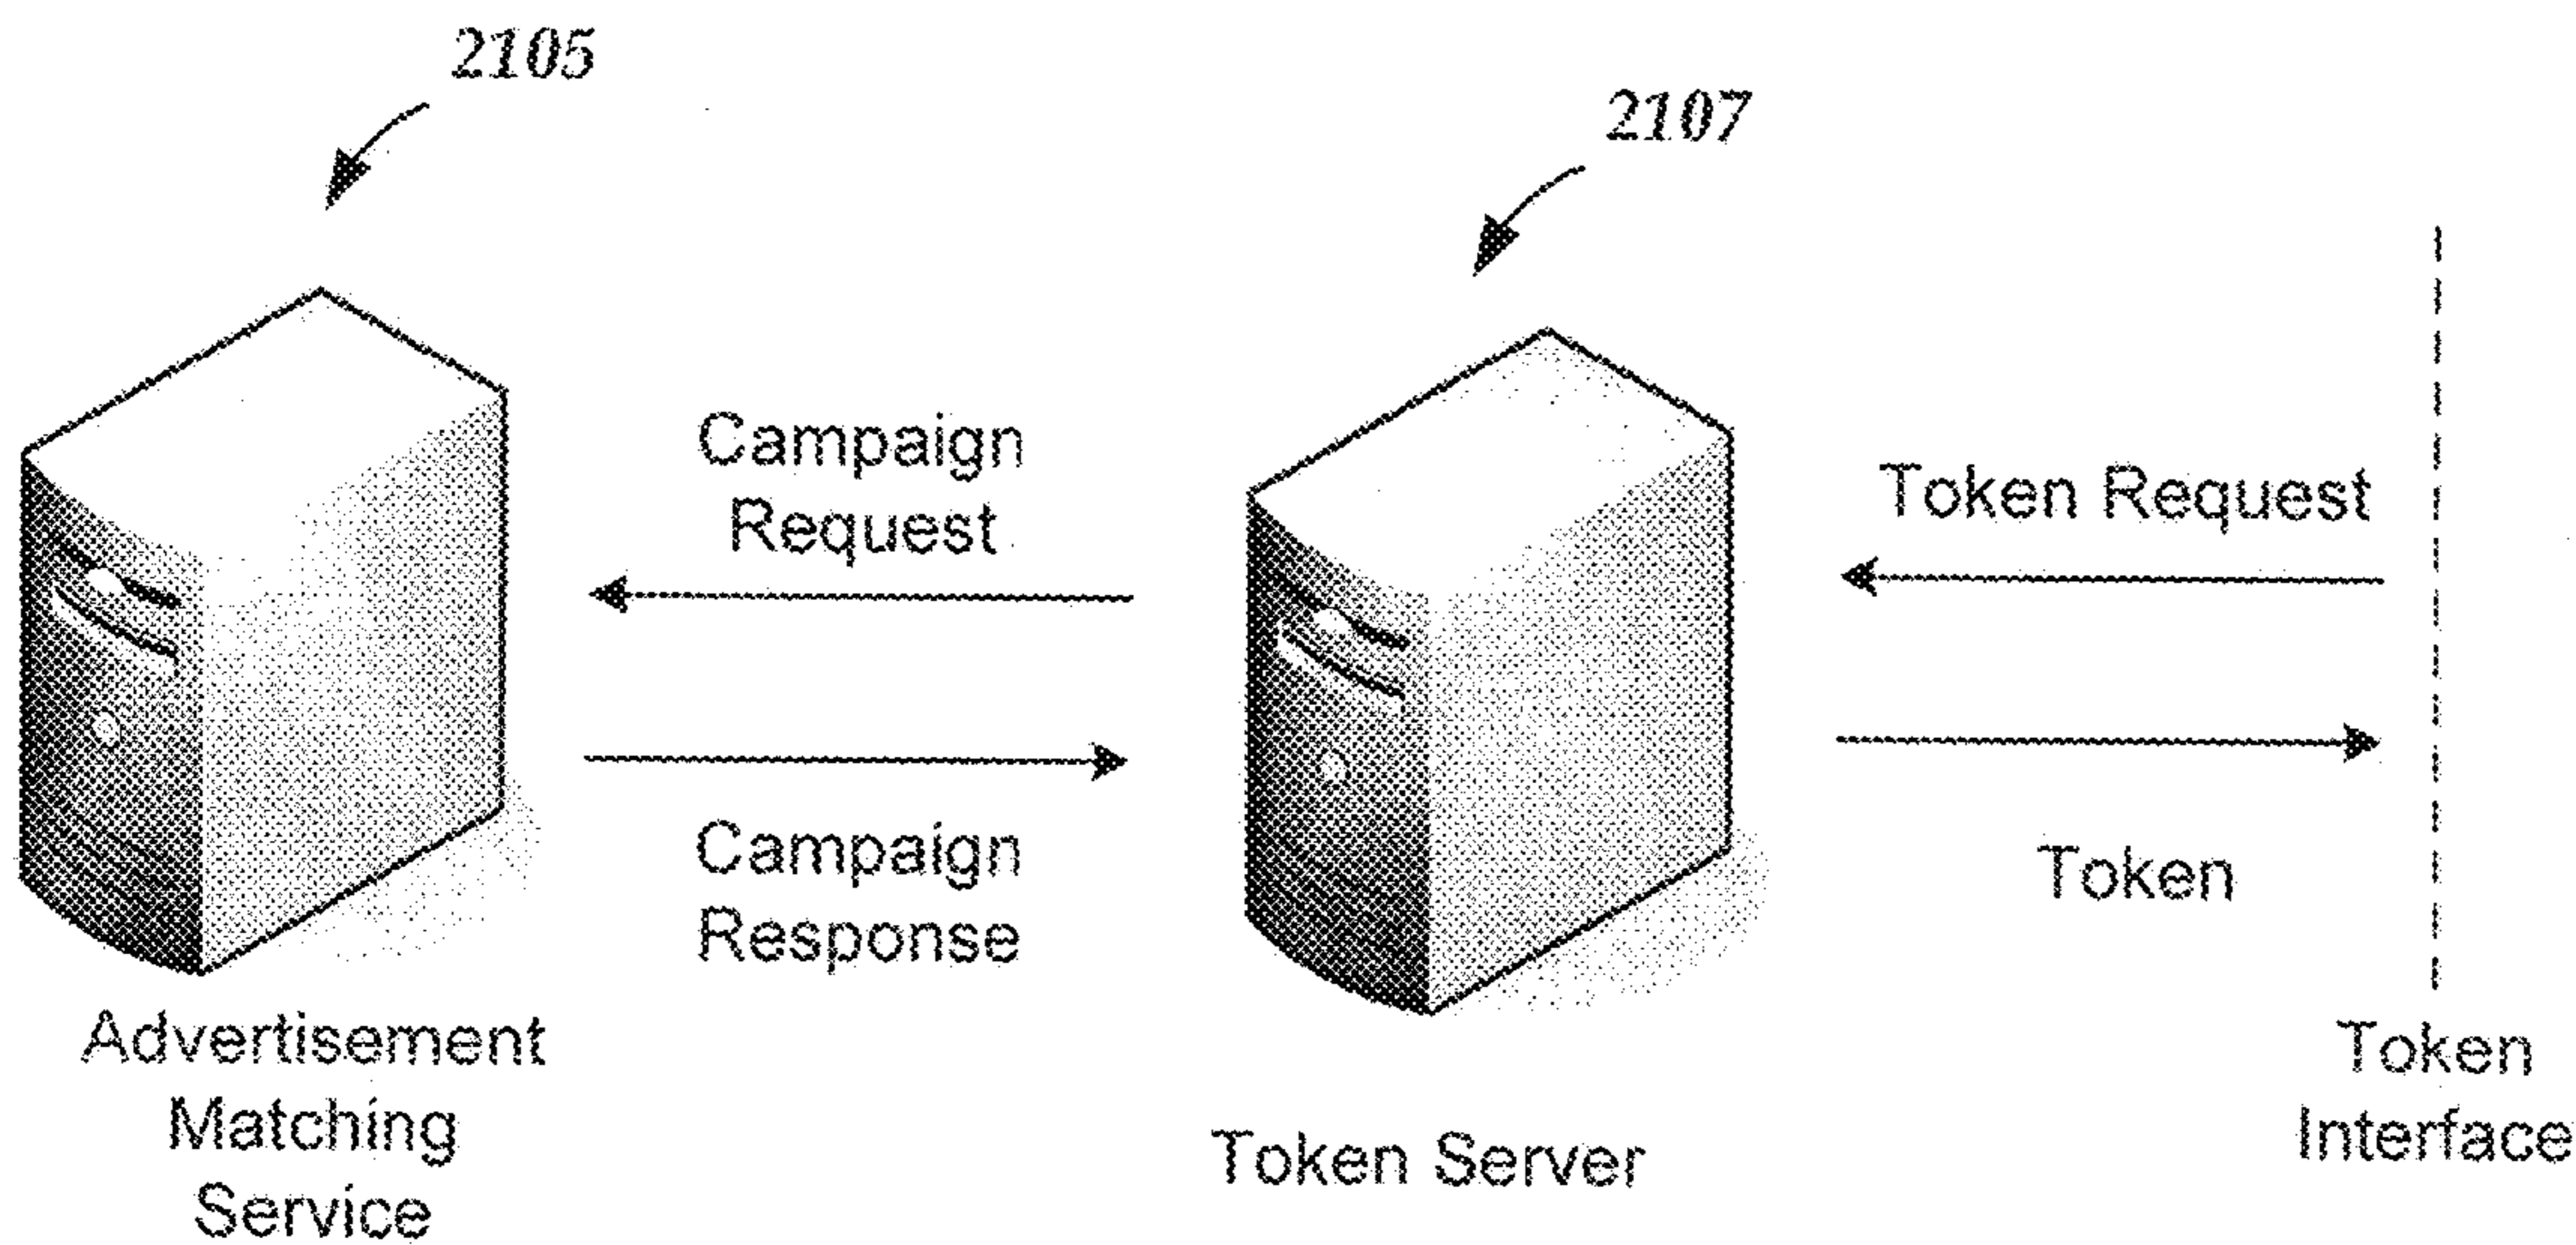 2105
2107
Campaign
Request
Token Request
Campaign
Response
Token
Advertisement
Matching
Service
Token Server
Token
Interface